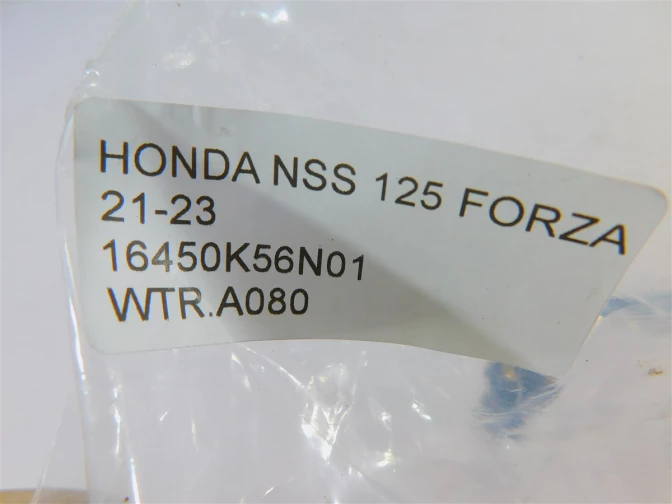 HONDA NSS 125 FORZA
21-23
16450K56N01
WTR.A080